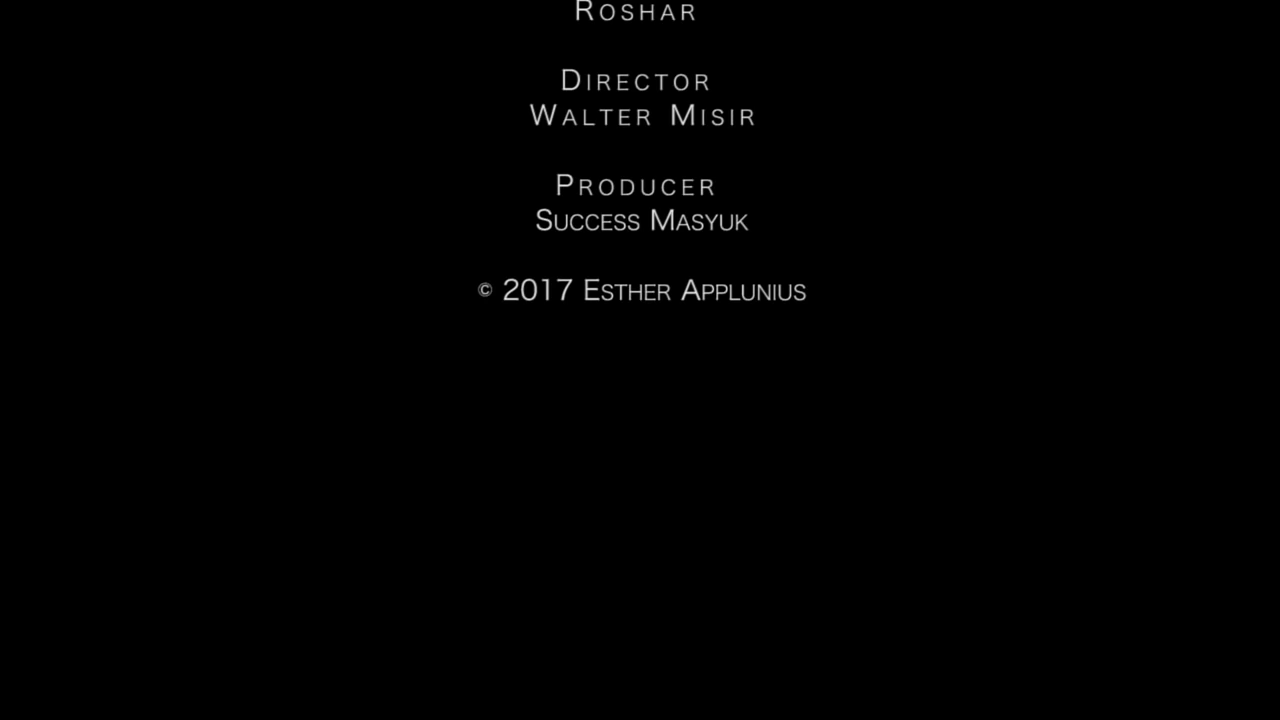 Roshar
Director
Walter Misir
Producer
Success Masyuk
© 2017 Esther Applunius